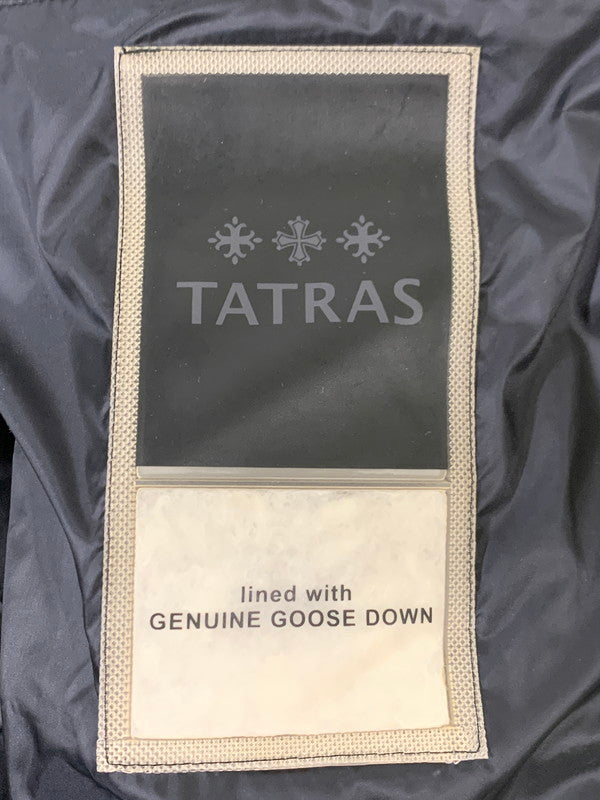 TATRAS
lined with
GENUINE GOOSE DOWN